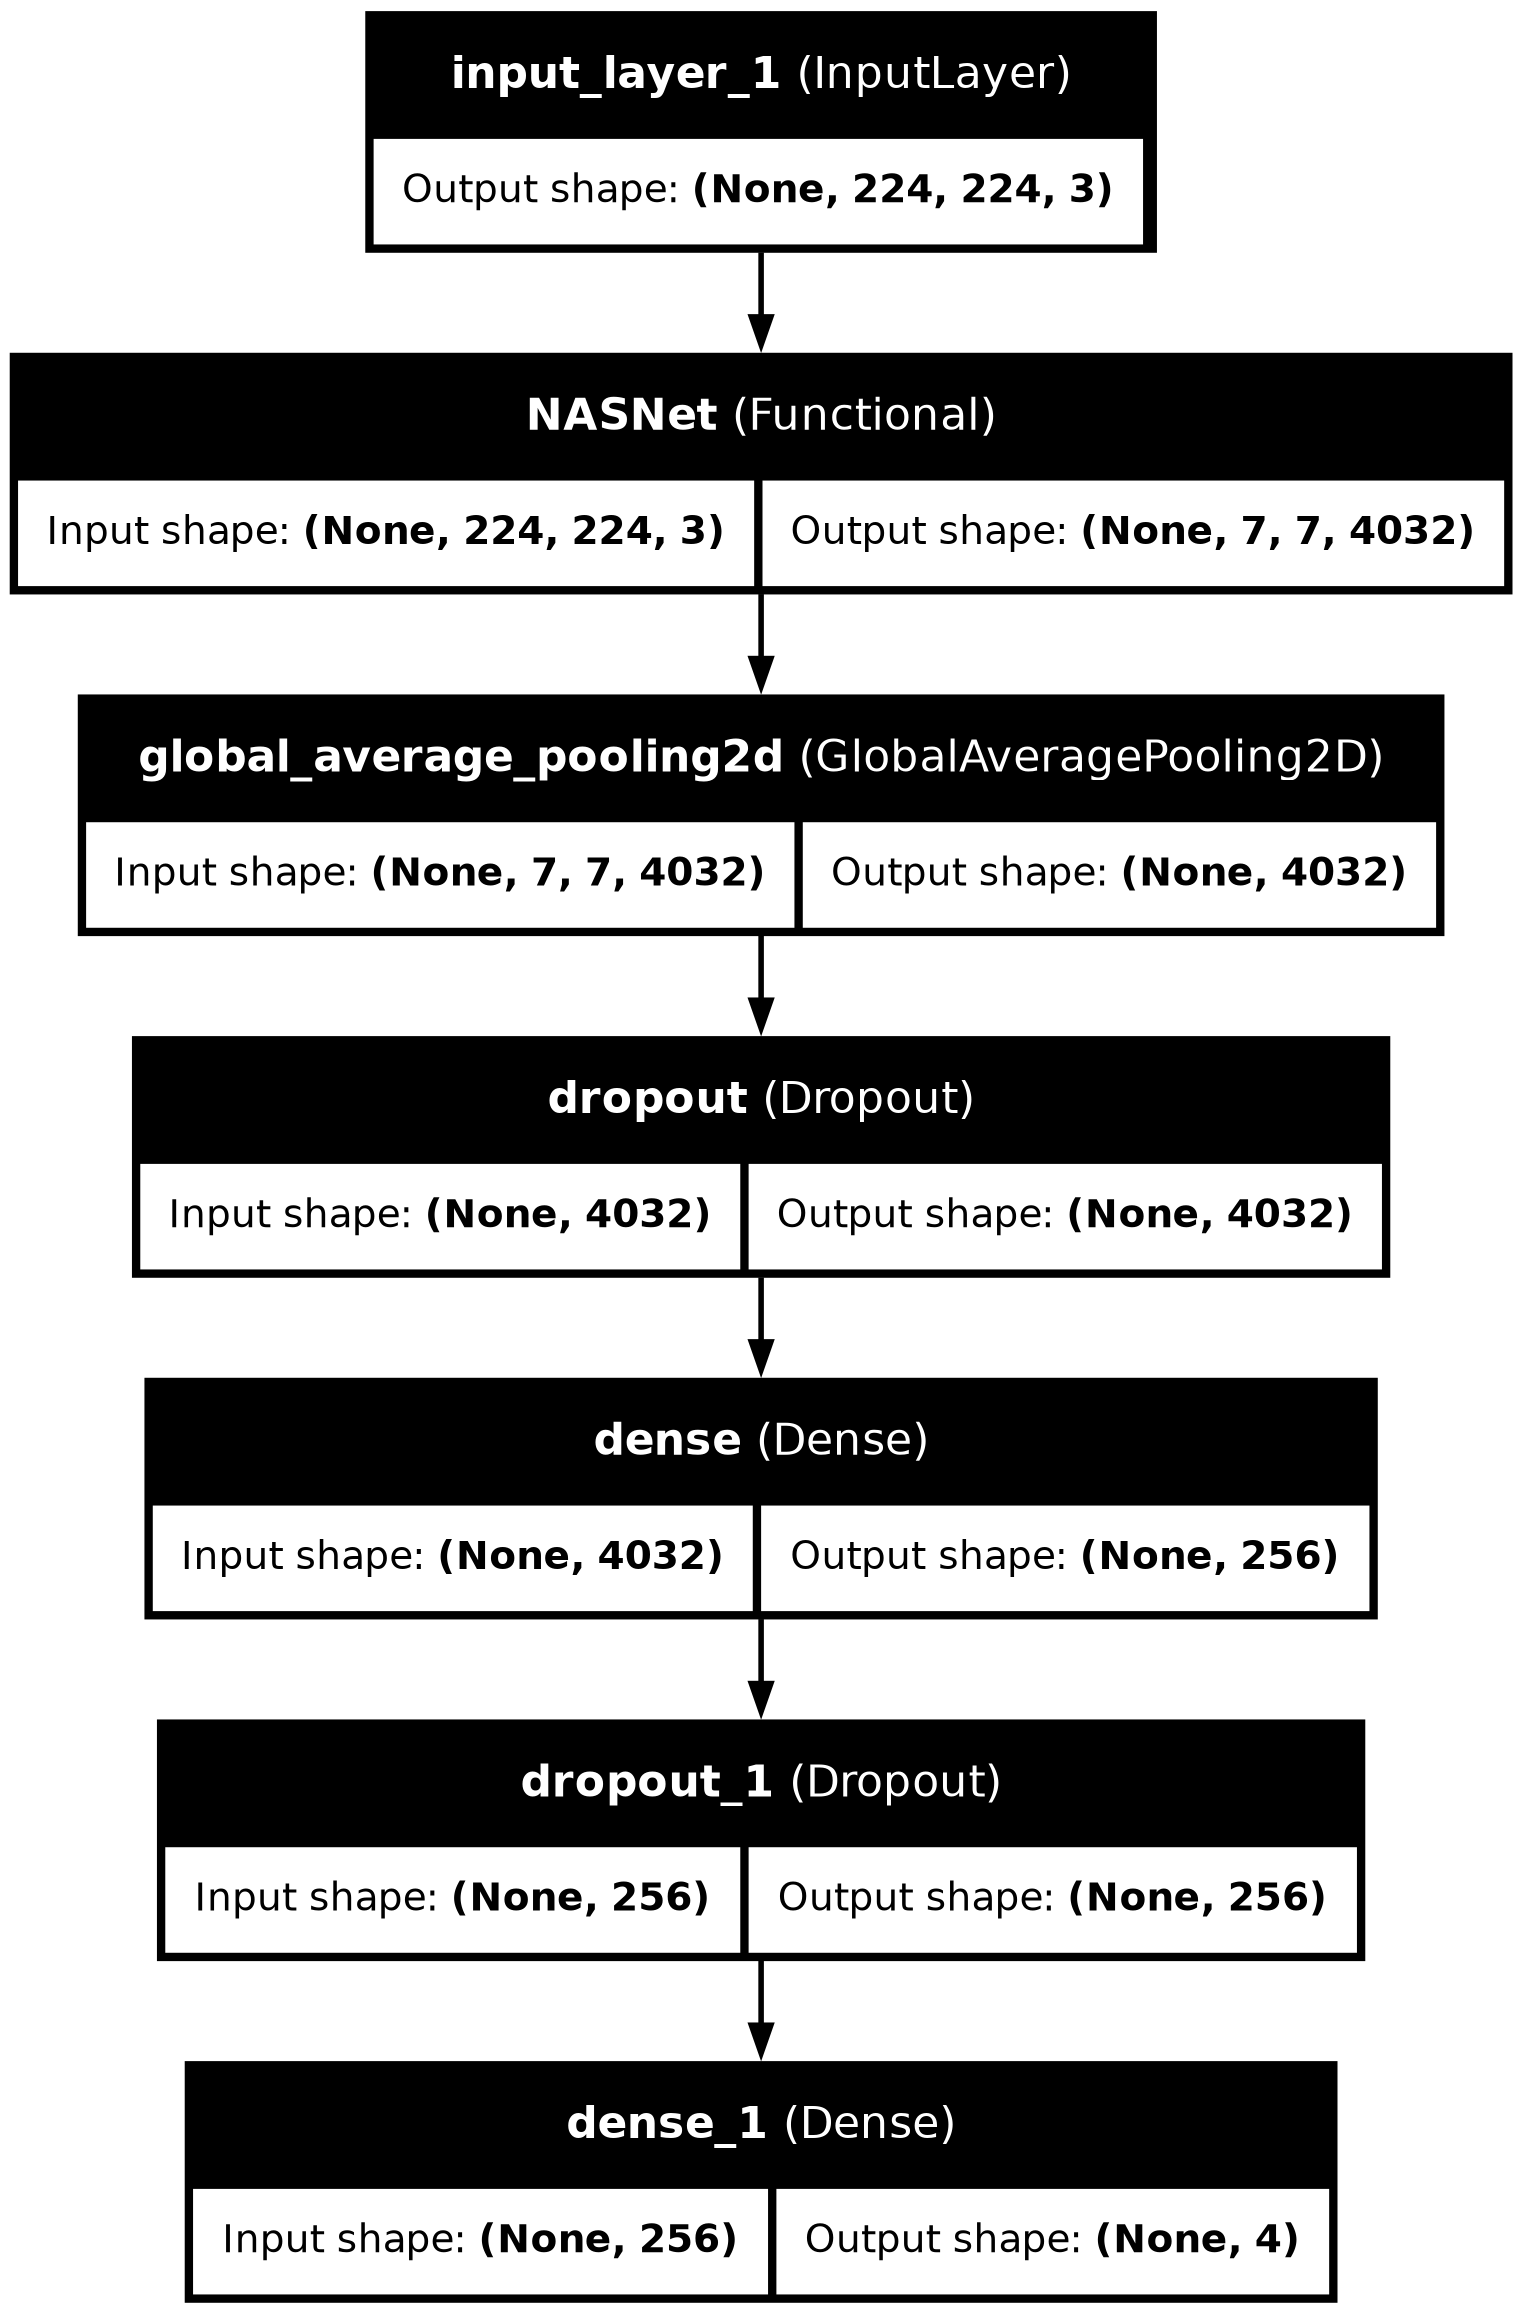 input_layer_1 (InputLayer)
Output shape: (None, 224, 224, 3)
NASNet (Functional)
Input shape: (None, 224, 224, 3) Output shape: (None, 7, 7, 4032)
global_average_pooling2d (GlobalAveragePooling2D)
Input shape: (None, 7, 7, 4032) Output shape: (None, 4032)
dropout (Dropout)
Input shape: (None, 4032) Output shape: (None, 4032)
dense (Dense)
Input shape: (None, 4032) Output shape: (None, 256)
dropout_1 (Dropout)
Input shape: (None, 256) Output shape: (None, 256)
dense_1 (Dense)
Input shape: (None, 256) Output shape: (None, 4)